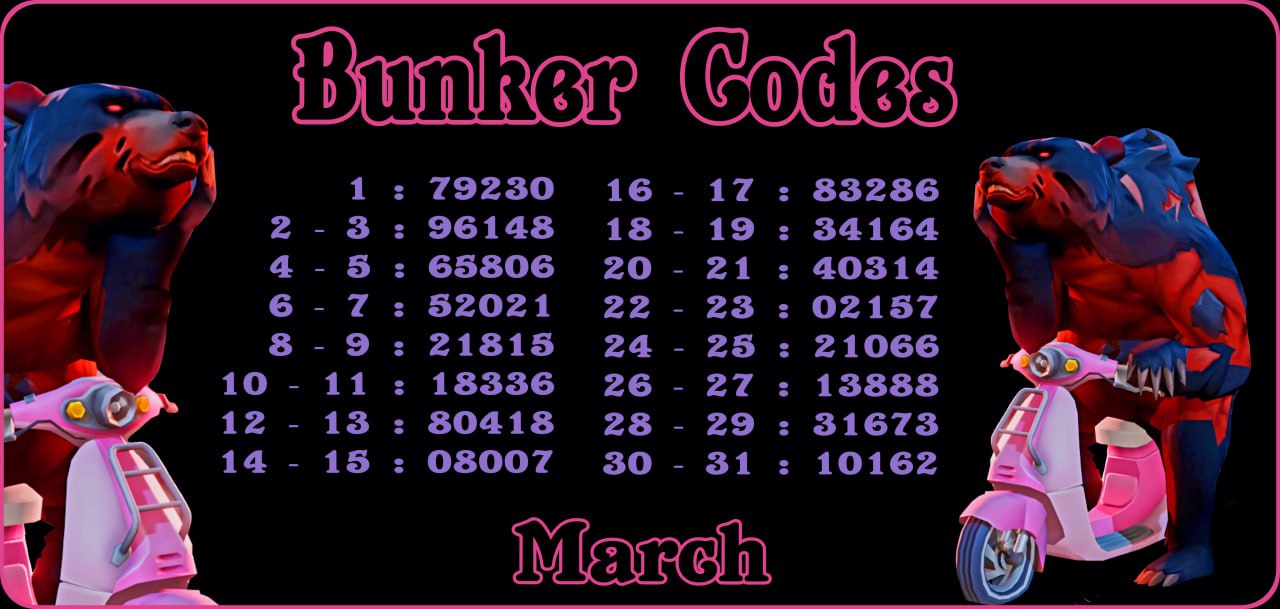 Bunker Codes
1 : 79230
2 - 3 : 96148
4 - 5 : 65806
6 - 7 : 52021
8 - 9 : 21815
10 - 11 : 18336
12 - 13 : 80418
14 - 15 : 08007
16 - 17 : 83286
18 - 19 : 34164
20 - 21 : 40314
22 - 23 : 02157
24 - 25 : 21066
26 - 27 : 13888
28 - 29 : 31673
30 - 31 : 10162
March